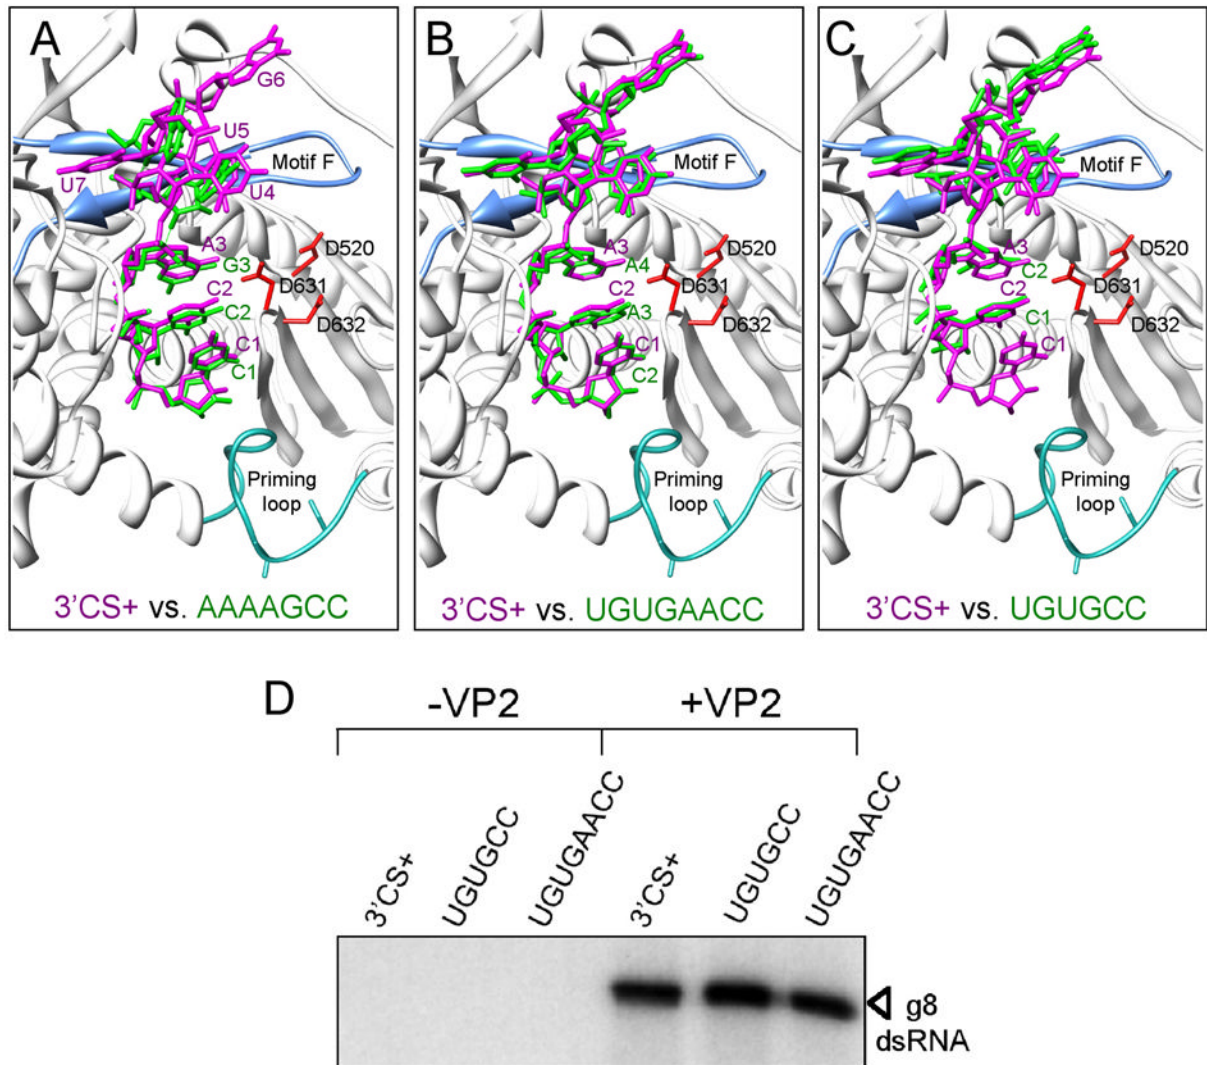 A
G6
U5
Motif F
U7
U4
A3
G3
D520
C2
D631
C2
D632
C1
C1
Priming
loop
3'CS+ vs. AAAAGCC
B
Motif F
A3
A4
D520
C2
D631
A3
D632
C1
C2
Priming
loop
3'CS+ vs. UGUGAACC
C
Motif F
A3
C2
D520
C2
D631
C1
D632
C1
Priming
loop
3'CS+ vs. UGUGCC
D
-VP2
+VP2
3'CS+
UGUGCC
UGUGAACC
3'CS+
UGUGCC
UGUGAACC
g8
dsRNA